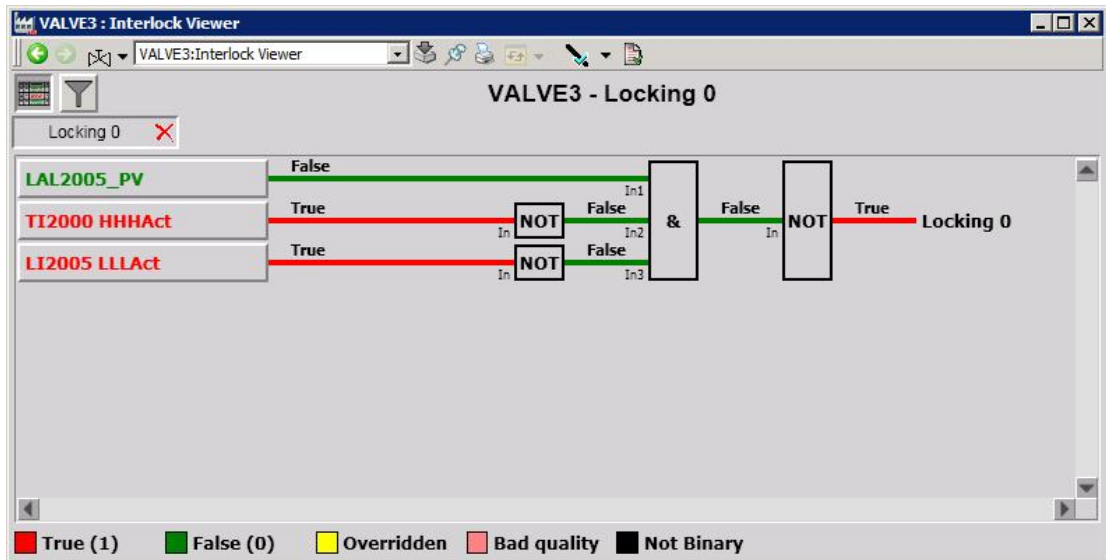 VALVE3 : Interlock Viewer
VALVE3:Interlock Viewer
VALVE3 - Locking 0
Locking 0
LAL2005_PV False In1
TI2000 HHHAct True In NOT False In2 & False In NOT True Locking 0
LI2005 LLLAct True In NOT False In3
True (1) False (0) Overridden Bad quality Not Binary